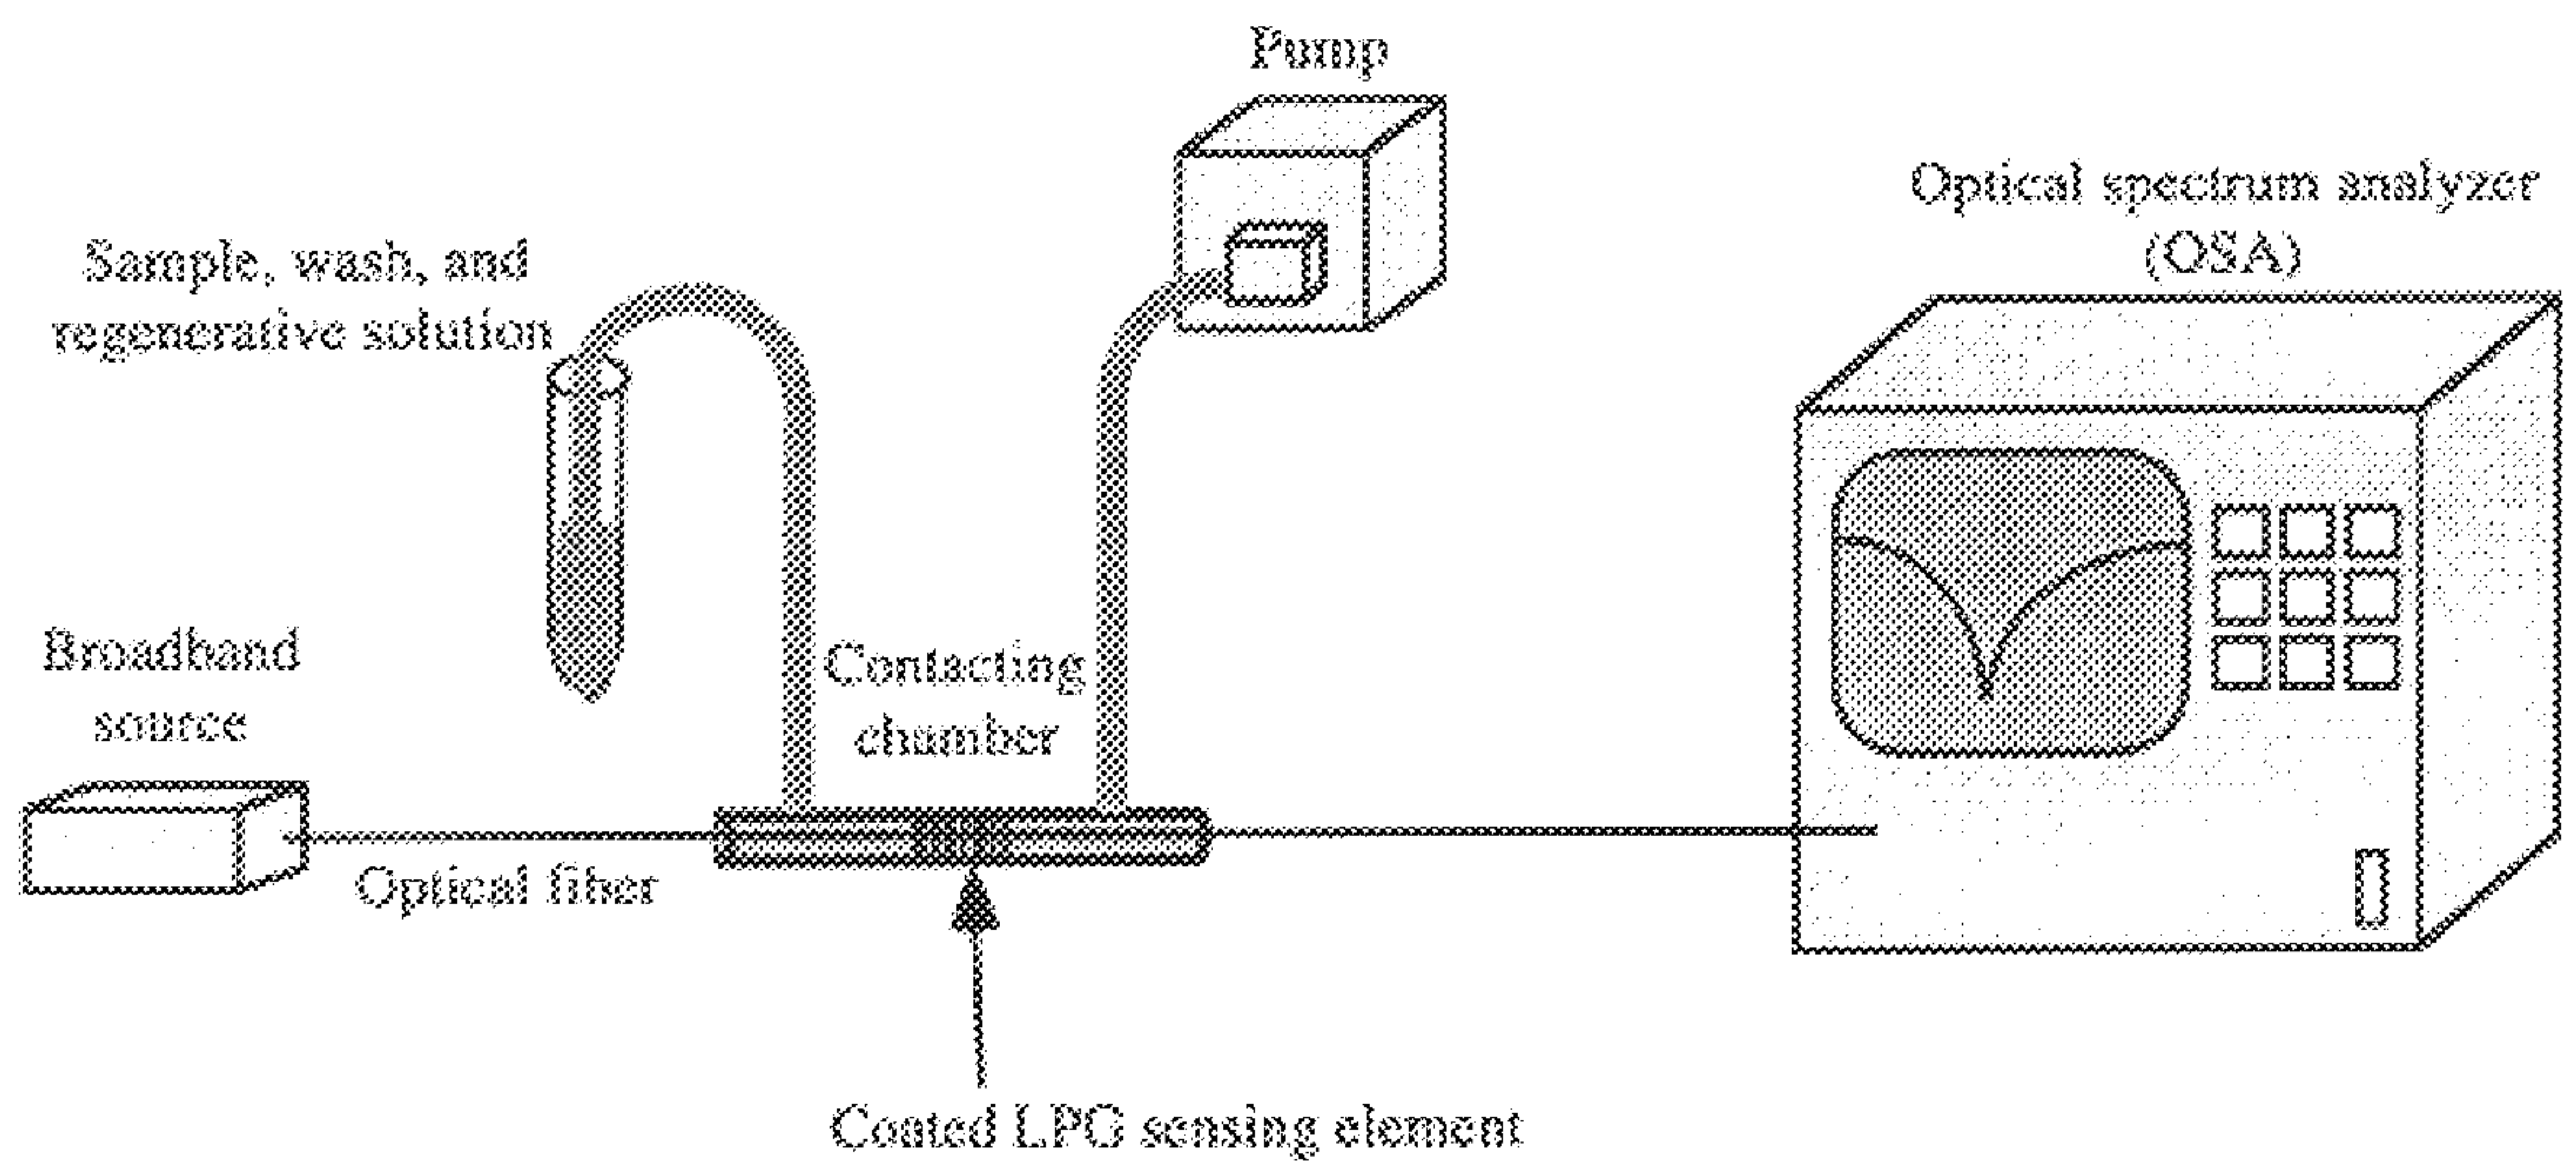 Pump
Optical spectrum analyzer
(OSA)
Sample, wash, and
regenerative solution
Broadband
source
Contacting
chamber
Optical fiber
Coated LPG sensing element